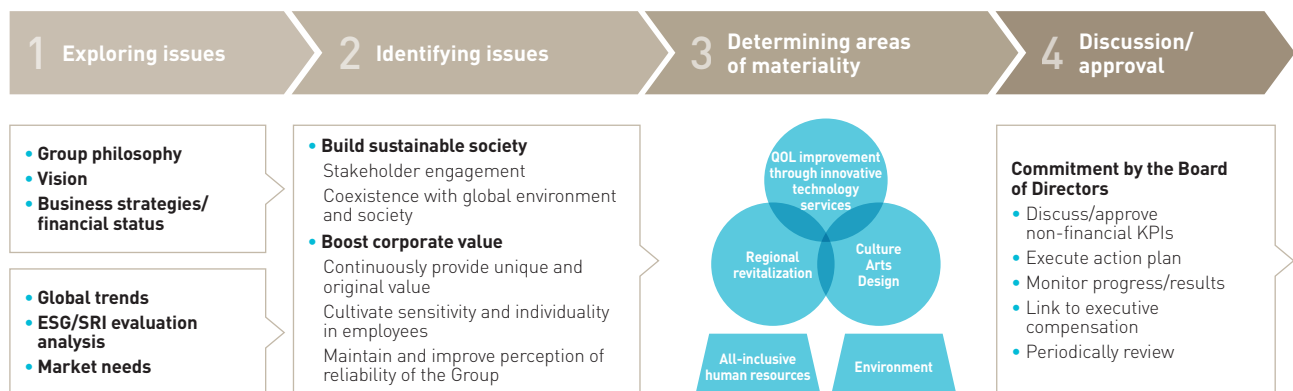 1 Exploring issues
2 Identifying issues
3 Determining areas
of materiality
4 Discussion/
approval
• Group philosophy
• Vision
• Business strategies/
financial status
• Global trends
• ESG/SRI evaluation
analysis
• Market needs
• Build sustainable society
Stakeholder engagement
Coexistence with global environment
and society
• Boost corporate value
Continuously provide unique and
original value
Cultivate sensitivity and individuality
in employees
Maintain and improve perception of
reliability of the Group
QOL improvement
through innovative
technology
services
Regional
revitalization
Culture
Arts
Design
All-inclusive
human resources
Environment
Commitment by the Board
of Directors
• Discuss/approve
non-financial KPIs
• Execute action plan
• Monitor progress/results
• Link to executive
compensation
• Periodically review